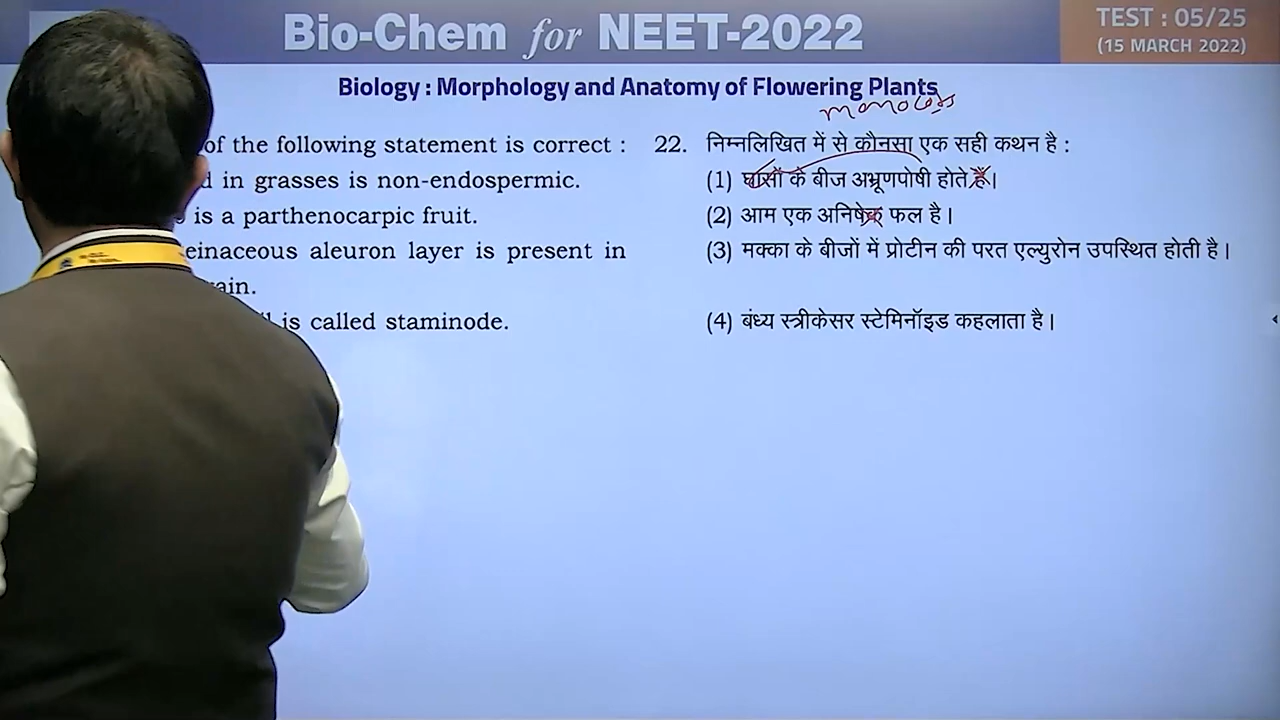 Bio-Chem for NEET-2022
TEST : 05/25
(15 MARCH 2022)
Biology : Morphology and Anatomy of Flowering Plants
of the following statement is correct :
in grasses is non-endospermic.
is a parthenocarpic fruit.
einaceous aleuron layer is present in
ain.
is called staminode.
22. निम्नलिखित में से कौनसा एक सही कथन है :
(1) घासों के बीज अभ्रूणपोषी होते हैं।
(2) आम एक अनिषेक फल है।
(3) मक्का के बीजों में प्रोटीन की परत एल्युरोन उपस्थित होती है।
(4) बंध्य स्त्रीकेसर स्टेमिनॉइड कहलाता है।